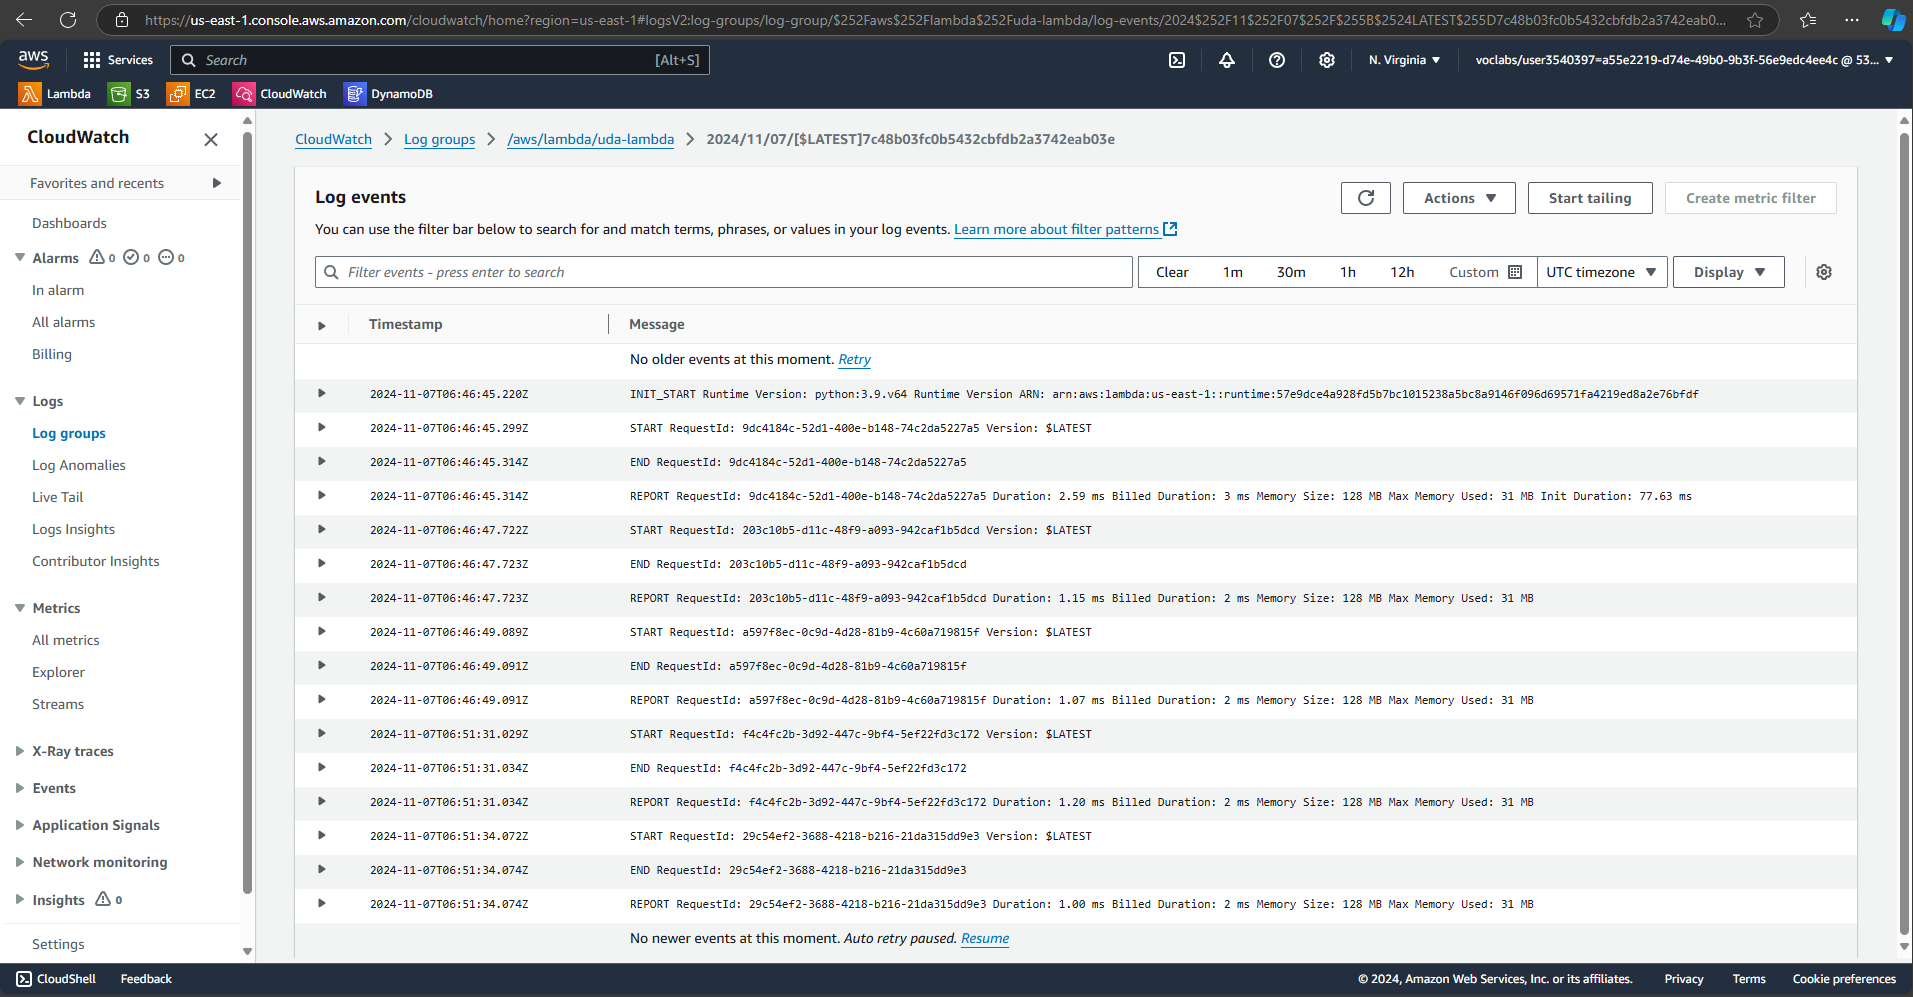 https://us-east-1.console.aws.amazon.com/cloudwatch/home?region=us-east-1#logsV2:log-groups/log-group/$252Faws$252Flambda$252Fuda-lambda/log-events/2024$252F11$252F07$252F$255B$2524LATEST$255D7c48b03fc0b5432cbfdb2a3742eab0...
aws
Services
Search
[Alt+S]
N. Virginia
voclabs/user3540397=a55e2219-d74e-49b0-9b3f-56e9edc4ee4c @ 53...
Lambda
S3
EC2
CloudWatch
DynamoDB
CloudWatch
Favorites and recents
Dashboards
Alarms 0 0 0
In alarm
All alarms
Billing
Logs
Log groups
Log Anomalies
Live Tail
Logs Insights
Contributor Insights
Metrics
All metrics
Explorer
Streams
X-Ray traces
Events
Application Signals
Network monitoring
Insights 0
Settings
CloudWatch
Log groups
/aws/lambda/uda-lambda
2024/11/07/[$LATEST]7c48b03fc0b5432cbfdb2a3742eab03e
Log events
Actions
Start tailing
Create metric filter
You can use the filter bar below to search for and match terms, phrases, or values in your log events. Learn more about filter patterns
Filter events - press enter to search
Clear
1m
30m
1h
12h
Custom
UTC timezone
Display
Timestamp
Message
No older events at this moment. Retry
2024-11-07T06:46:45.220Z INIT_START Runtime Version: python:3.9.v64 Runtime Version ARN: arn:aws:lambda:us-east-1::runtime:57e9dce4a928fd5b7bc1015238a5bc8a9146f096d69571fa4219ed8a2e76bfdf
2024-11-07T06:46:45.299Z START RequestId: 9dc4184c-52d1-400e-b148-74c2da5227a5 Version: $LATEST
2024-11-07T06:46:45.314Z END RequestId: 9dc4184c-52d1-400e-b148-74c2da5227a5
2024-11-07T06:46:45.314Z REPORT RequestId: 9dc4184c-52d1-400e-b148-74c2da5227a5 Duration: 2.59 ms Billed Duration: 3 ms Memory Size: 128 MB Max Memory Used: 31 MB Init Duration: 77.63 ms
2024-11-07T06:46:47.722Z START RequestId: 203c10b5-d11c-48f9-a093-942caf1b5dcd Version: $LATEST
2024-11-07T06:46:47.723Z END RequestId: 203c10b5-d11c-48f9-a093-942caf1b5dcd
2024-11-07T06:46:47.723Z REPORT RequestId: 203c10b5-d11c-48f9-a093-942caf1b5dcd Duration: 1.15 ms Billed Duration: 2 ms Memory Size: 128 MB Max Memory Used: 31 MB
2024-11-07T06:46:49.089Z START RequestId: a597f8ec-0c9d-4d28-81b9-4c60a719815f Version: $LATEST
2024-11-07T06:46:49.091Z END RequestId: a597f8ec-0c9d-4d28-81b9-4c60a719815f
2024-11-07T06:46:49.091Z REPORT RequestId: a597f8ec-0c9d-4d28-81b9-4c60a719815f Duration: 1.07 ms Billed Duration: 2 ms Memory Size: 128 MB Max Memory Used: 31 MB
2024-11-07T06:51:31.029Z START RequestId: f4c4fc2b-3d92-447c-9bf4-5ef22fd3c172 Version: $LATEST
2024-11-07T06:51:31.034Z END RequestId: f4c4fc2b-3d92-447c-9bf4-5ef22fd3c172
2024-11-07T06:51:31.034Z REPORT RequestId: f4c4fc2b-3d92-447c-9bf4-5ef22fd3c172 Duration: 1.20 ms Billed Duration: 2 ms Memory Size: 128 MB Max Memory Used: 31 MB
2024-11-07T06:51:34.072Z START RequestId: 29c54ef2-3688-4218-b216-21da315dd9e3 Version: $LATEST
2024-11-07T06:51:34.074Z END RequestId: 29c54ef2-3688-4218-b216-21da315dd9e3
2024-11-07T06:51:34.074Z REPORT RequestId: 29c54ef2-3688-4218-b216-21da315dd9e3 Duration: 1.00 ms Billed Duration: 2 ms Memory Size: 128 MB Max Memory Used: 31 MB
No newer events at this moment. Auto retry paused. Resume
CloudShell
Feedback
© 2024, Amazon Web Services, Inc. or its affiliates.
Privacy
Terms
Cookie preferences